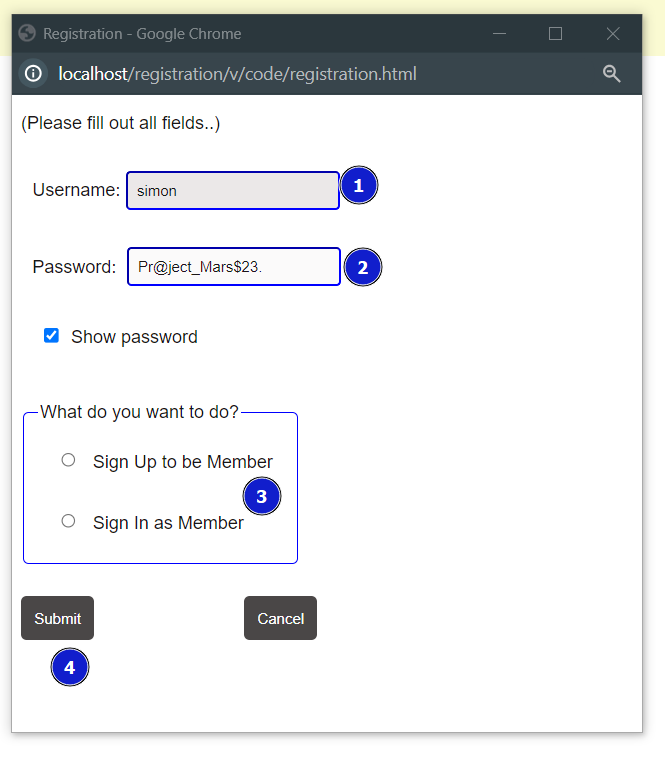 Registration - Google Chrome
localhost/registration/v/code/registration.html
(Please fill out all fields..)
Username: simon 1
Password: Pr@ject_Mars$23. 2
Show password
What do you want to do?
Sign Up to be Member
3
Sign In as Member
Submit Cancel
4